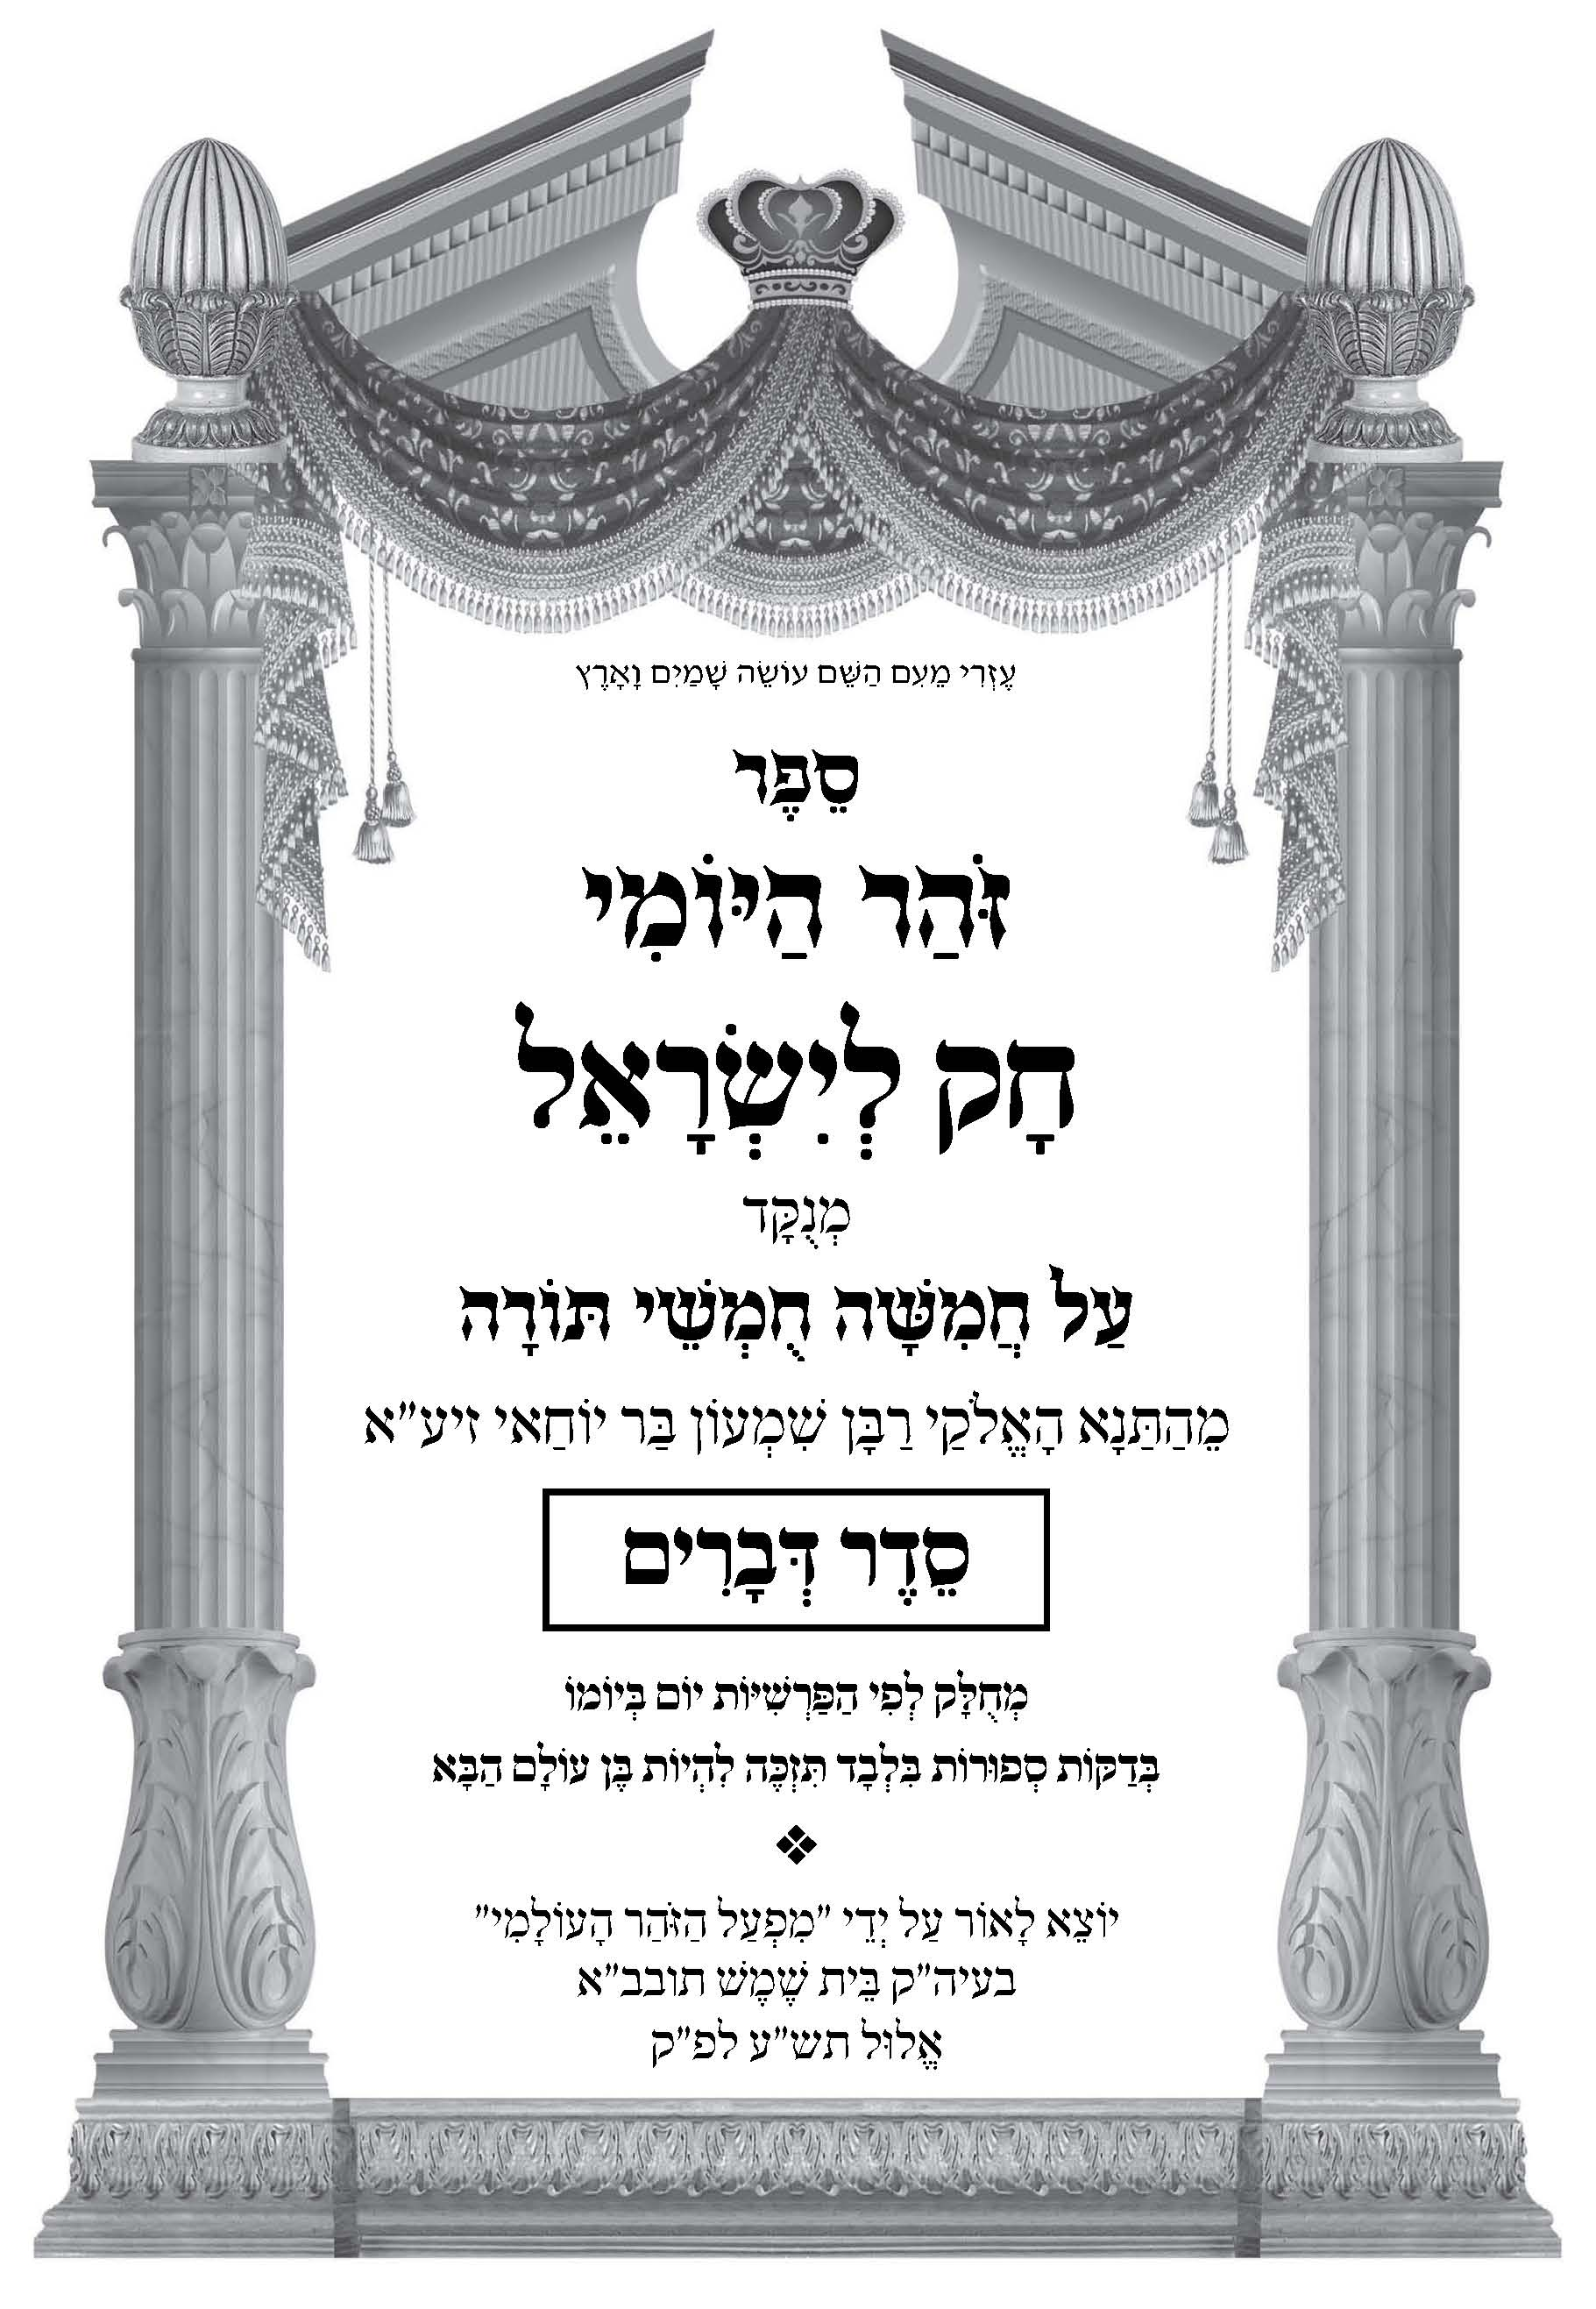 עֶזְרִי מֵעִם הַשֵּׁם עוֹשֵׂה שָׁמַיִם וָאָרֶץ
סֵפֶר
זֹּהַר הַיּוֹמִי
חָק לְיִשְׂרָאֵל
מְנֻקָּד
עַל חֲמִשָּׁה חֻמְשֵׁי תּוֹרָה
מֵהַתַּנָא הָאֱלֹקַי רַבָּן שִׁמְעוֹן בַּר יוֹחַאי זיע״א
סֵדֶר דְּבָרִים
מְחֻלָּק לְפִי הַפַּרְשִׁיּוֹת יוֹם בְּיוֹמוֹ
בְּדַקּוֹת סְפוּרוֹת בִּלְבָד תִּזְכֶּה לִהְיוֹת בֶּן עוֹלָם הַבָּא
יוֹצֵא לָאוֹר עַל יְדֵי ״מִפְעַל הַזֹּהַר הָעוֹלָמִי״
בעיה״ק בֵּית שֶׁמֶשׁ תובב״א
אֱלוּל תש״ע לפ״ק